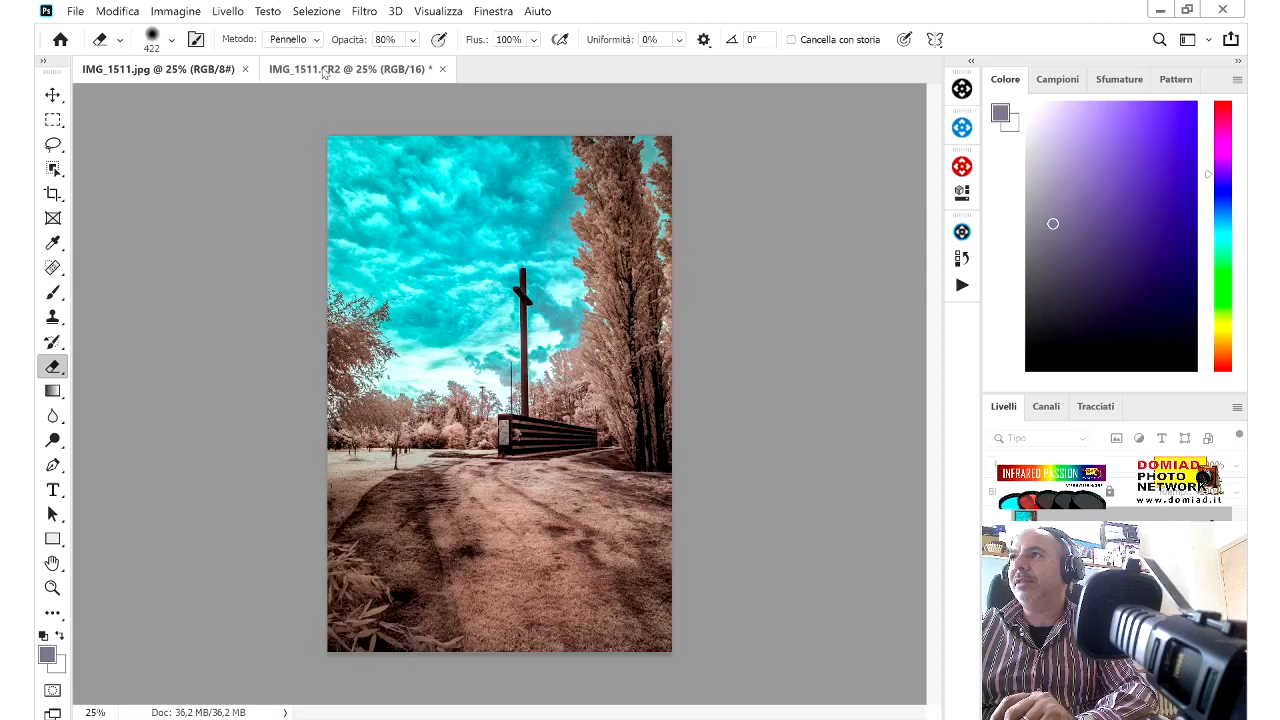 Ps File Modifica Immagine Livello Testo Selezione Filtro 3D Visualizza Finestra Aiuto
422 Metodo: Pennello Opacità: 80% Flus.: 100% Uniformità: 0% 0° Cancella con storia
IMG_1511.jpg @ 25% (RGB/8#) × IMG_1511.CR2 @ 25% (RGB/16) * ×
Colore Campioni Sfumature Pattern
Livelli Canali Tracciati
Tipo
INFRARED PASSION
DOMIAD
PHOTO
NETWORK
www.domiad.it
25% Doc: 36,2 MB/36,2 MB